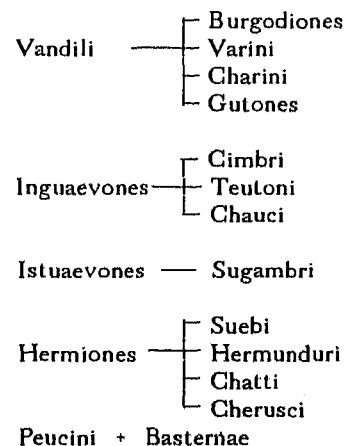 Burgodiones
Vandili Varini
Charini
Gutones
Cimbri
Inguaevones Teutoni
Chauci
Istuaevones Sugambri
Suebi
Hermiones Hermunduri
Chatti
Cherusci
Peucini + Basternae